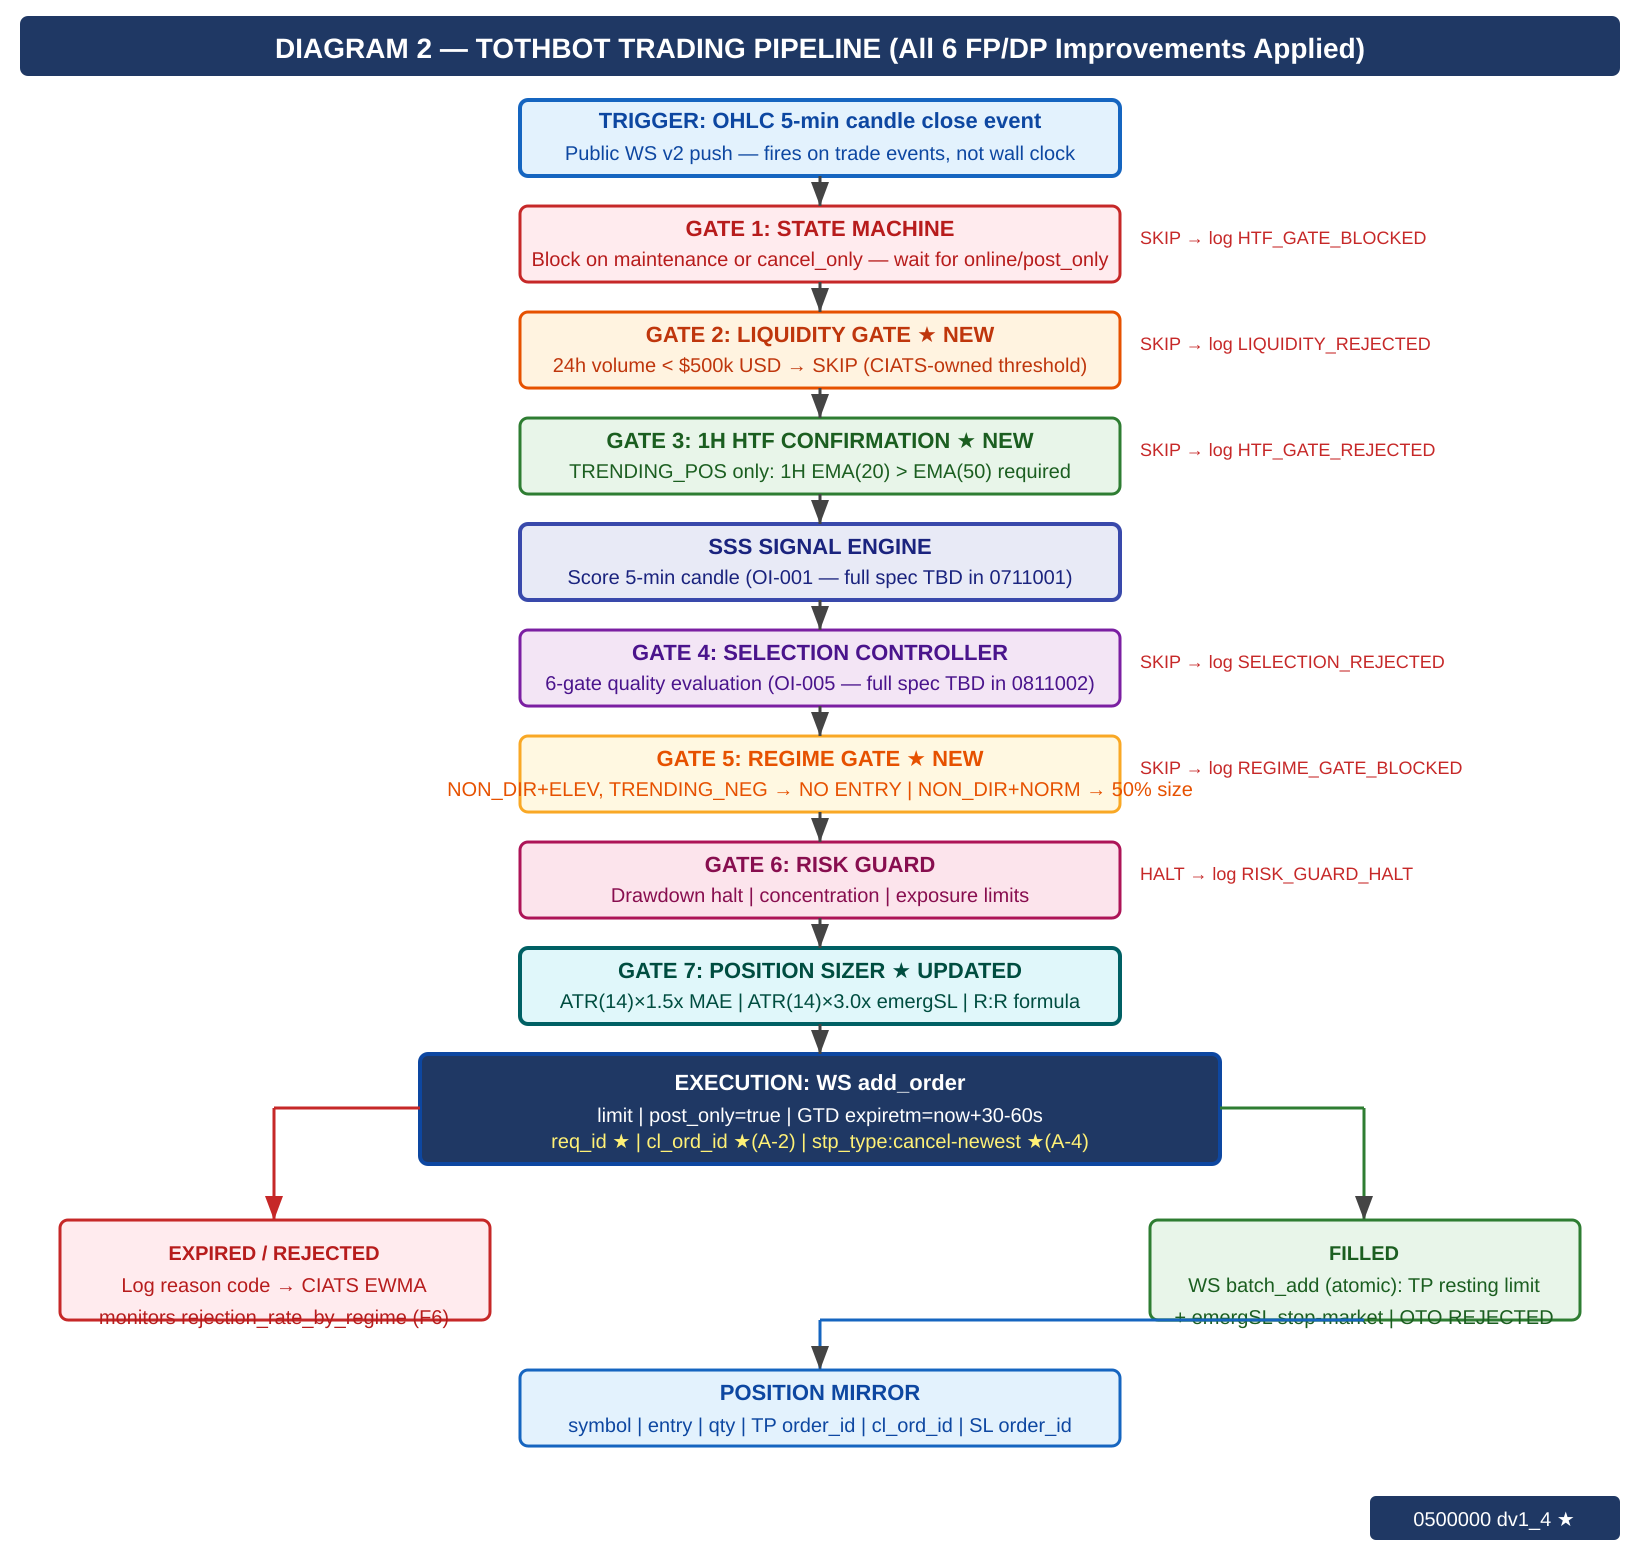 DIAGRAM 2 — TOTHBOT TRADING PIPELINE (All 6 FP/DP Improvements Applied)
TRIGGER: OHLC 5-min candle close event
Public WS v2 push — fires on trade events, not wall clock
GATE 1: STATE MACHINE
Block on maintenance or cancel_only — wait for online/post_only
SKIP → log HTF_GATE_BLOCKED
GATE 2: LIQUIDITY GATE ★ NEW
24h volume < $500k USD → SKIP (CIATS-owned threshold)
SKIP → log LIQUIDITY_REJECTED
GATE 3: 1H HTF CONFIRMATION ★ NEW
TRENDING_POS only: 1H EMA(20) > EMA(50) required
SKIP → log HTF_GATE_REJECTED
SSS SIGNAL ENGINE
Score 5-min candle (OI-001 — full spec TBD in 0711001)
GATE 4: SELECTION CONTROLLER
6-gate quality evaluation (OI-005 — full spec TBD in 0811002)
SKIP → log SELECTION_REJECTED
GATE 5: REGIME GATE ★ NEW
NON_DIR+ELEV, TRENDING_NEG → NO ENTRY | NON_DIR+NORM → 50% size
SKIP → log REGIME_GATE_BLOCKED
GATE 6: RISK GUARD
Drawdown halt | concentration | exposure limits
HALT → log RISK_GUARD_HALT
GATE 7: POSITION SIZER ★ UPDATED
ATR(14)×1.5x MAE | ATR(14)×3.0x emergSL | R:R formula
EXECUTION: WS add_order
limit | post_only=true | GTD expiretm=now+30-60s
req_id ★ | cl_ord_id ★(A-2) | stp_type:cancel-newest ★(A-4)
EXPIRED / REJECTED
Log reason code → CIATS EWMA
monitors rejection_rate_by_regime (F6)
FILLED
WS batch_add (atomic): TP resting limit
+ emergSL stop-market | OTO REJECTED
POSITION MIRROR
symbol | entry | qty | TP order_id | cl_ord_id | SL order_id
0500000 dv1_4 ★